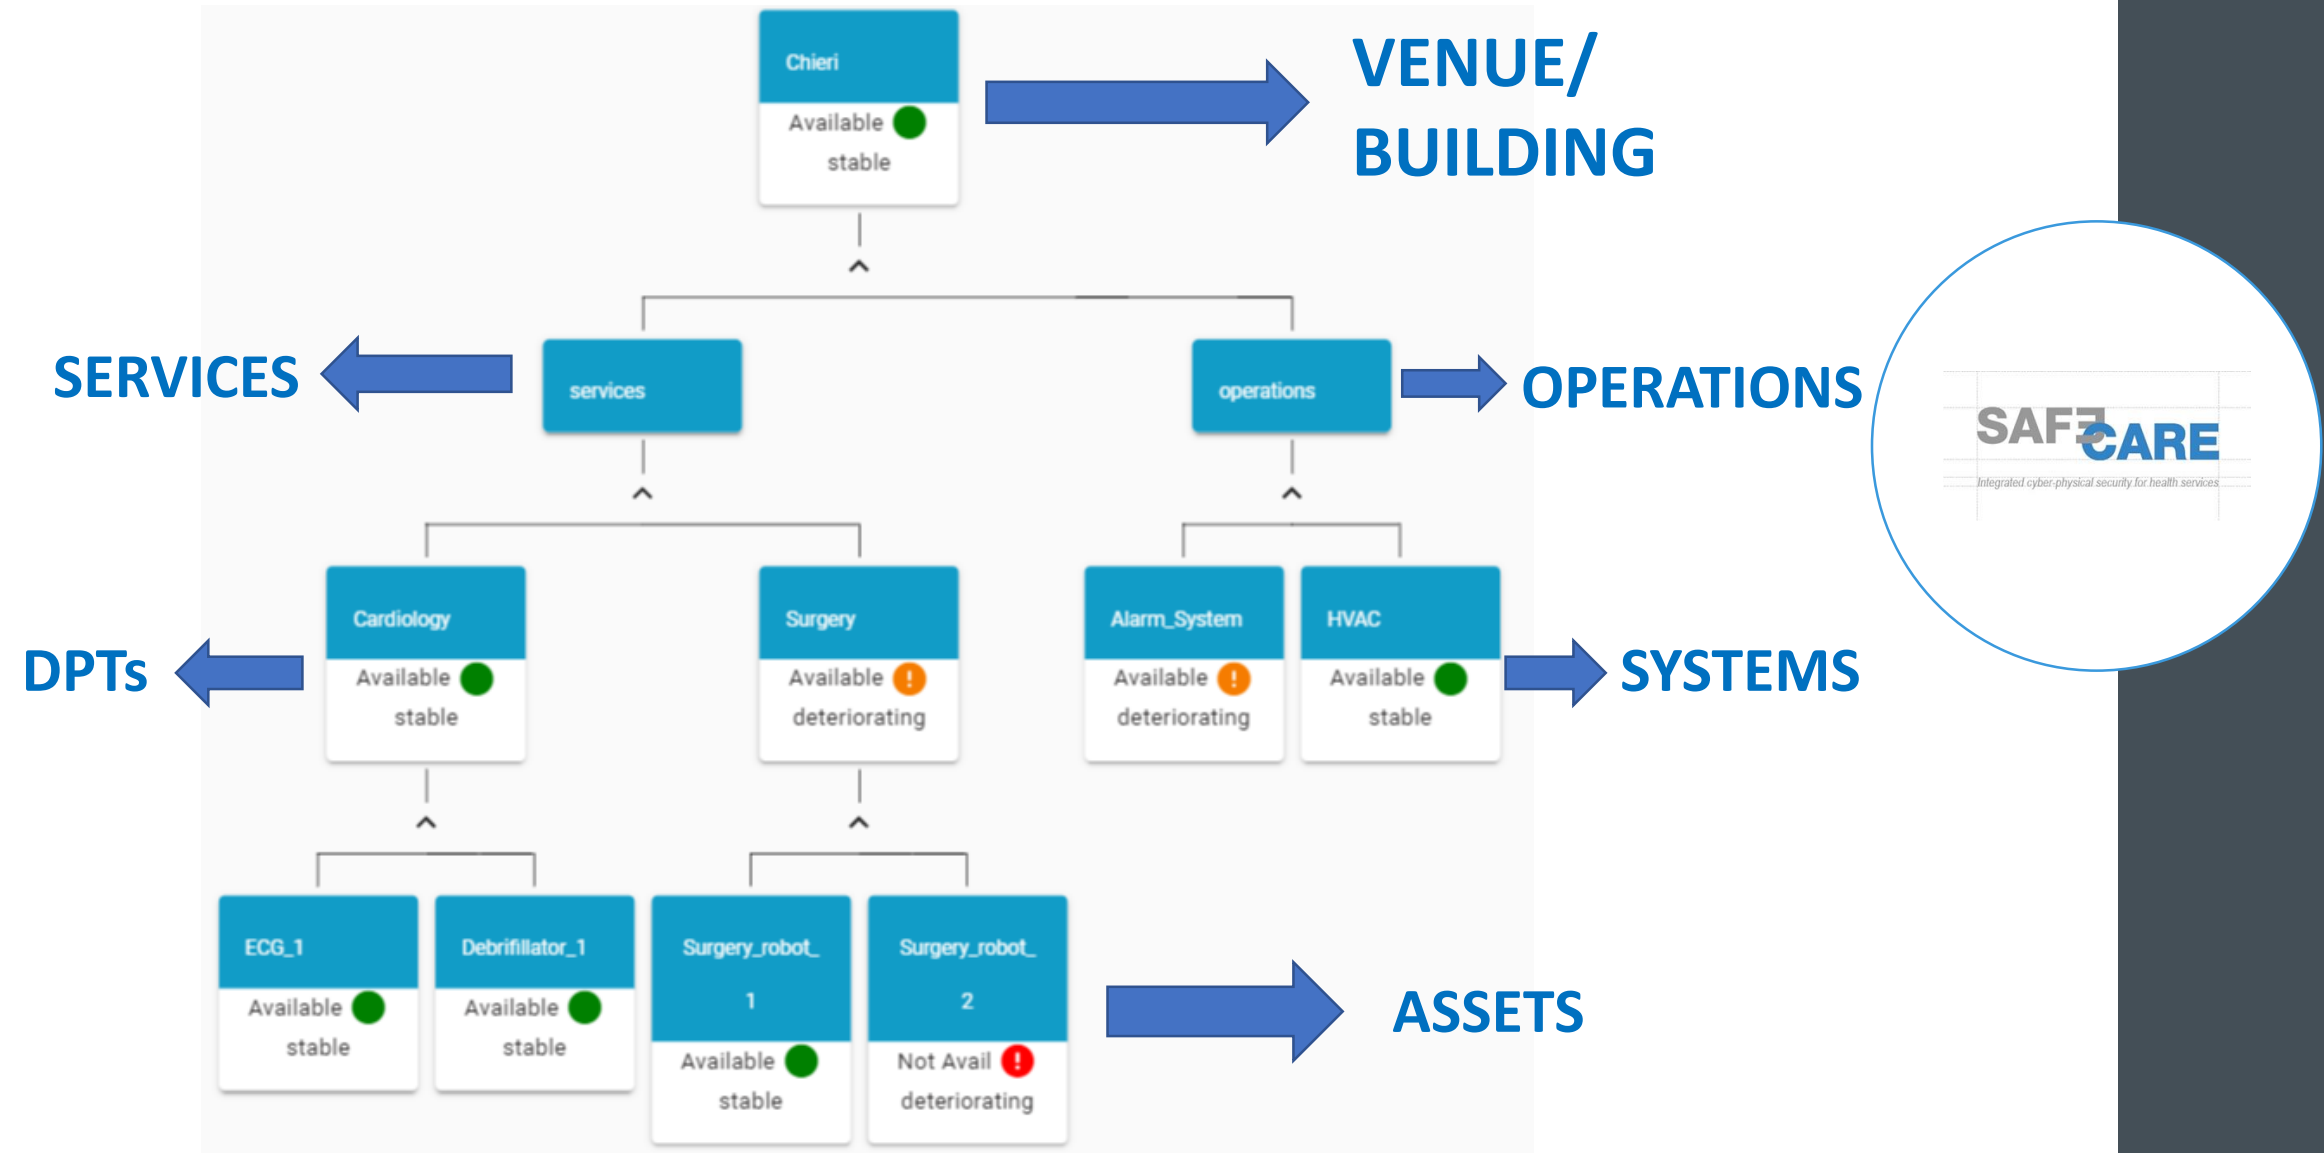 Chieri
Available
stable
VENUE/
BUILDING
SERVICES
services
operations
OPERATIONS
SAFECARE
Integrated cyber-physical security for health services
DPTs
Cardiology
Available
stable
Surgery
Available !
deteriorating
Alarm_System
Available !
deteriorating
HVAC
Available
stable
SYSTEMS
ECG_1
Available
stable
Debrifillator_1
Available
stable
Surgery_robot_
1
Available
stable
Surgery_robot_
2
Not Avail !
deteriorating
ASSETS